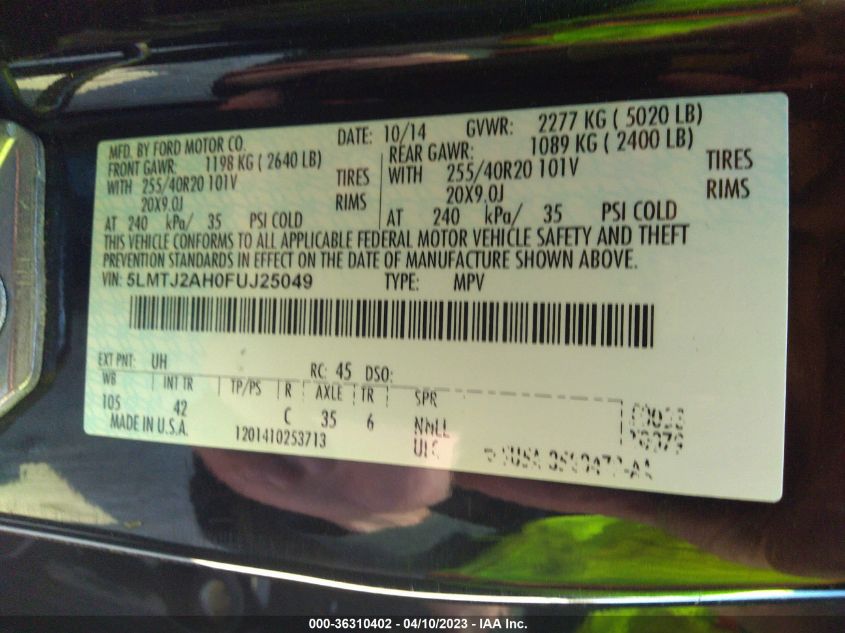 MFD. BY FORD MOTOR CO. DATE: 10/14 GVWR: 2277 KG ( 5020 LB)
FRONT GAWR: 1198 KG ( 2640 LB) REAR GAWR: 1089 KG ( 2400 LB)
WITH 255/40R20 101V TIRES WITH 255/40R20 101V TIRES
20X9.0J RIMS 20X9.0J RIMS
AT 240 kPa/ 35 PSI COLD AT 240 kPa/ 35 PSI COLD
THIS VEHICLE CONFORMS TO ALL APPLICABLE FEDERAL MOTOR VEHICLE SAFETY AND THEFT
PREVENTION STANDARDS IN EFFECT ON THE DATE OF MANUFACTURE SHOWN ABOVE.
VIN: 5LMTJ2AH0FUJ25049 TYPE: MPV
EXT PNT: UH RC: 45 DSO:
WB INT TR TP/PS R AXLE TR SPR
105 42 C 35 6 NNLL
MADE IN U.S.A. 1201410253713
000-36310402 - 04/10/2023 - IAA Inc.